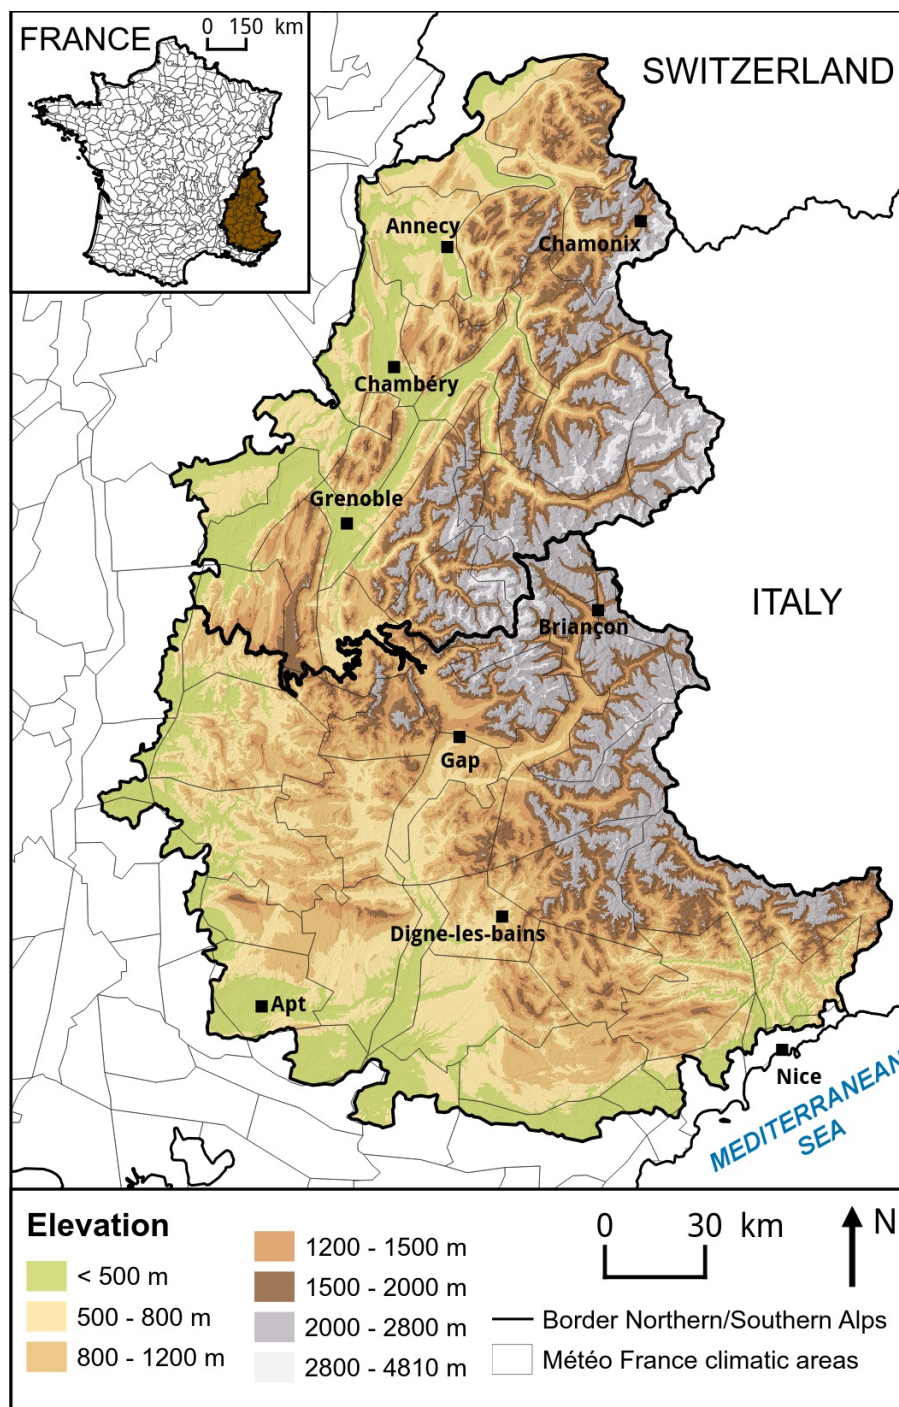 FRANCE
0 150 km
SWITZERLAND
Annecy
Chamonix
Chambéry
Grenoble
ITALY
Briançon
Gap
Digne-les-bains
Apt
Nice
MEDITERRANEAN
SEA
Elevation
< 500 m
500 - 800 m
800 - 1200 m
1200 - 1500 m
1500 - 2000 m
2000 - 2800 m
2800 - 4810 m
0 30 km
N
Border Northern/Southern Alps
Météo France climatic areas